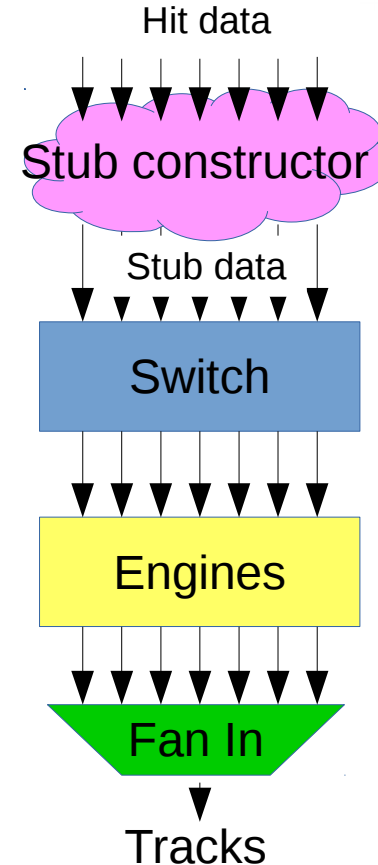 Hit data
Stub constructor
Stub data
Switch
Engines
Fan In
Tracks